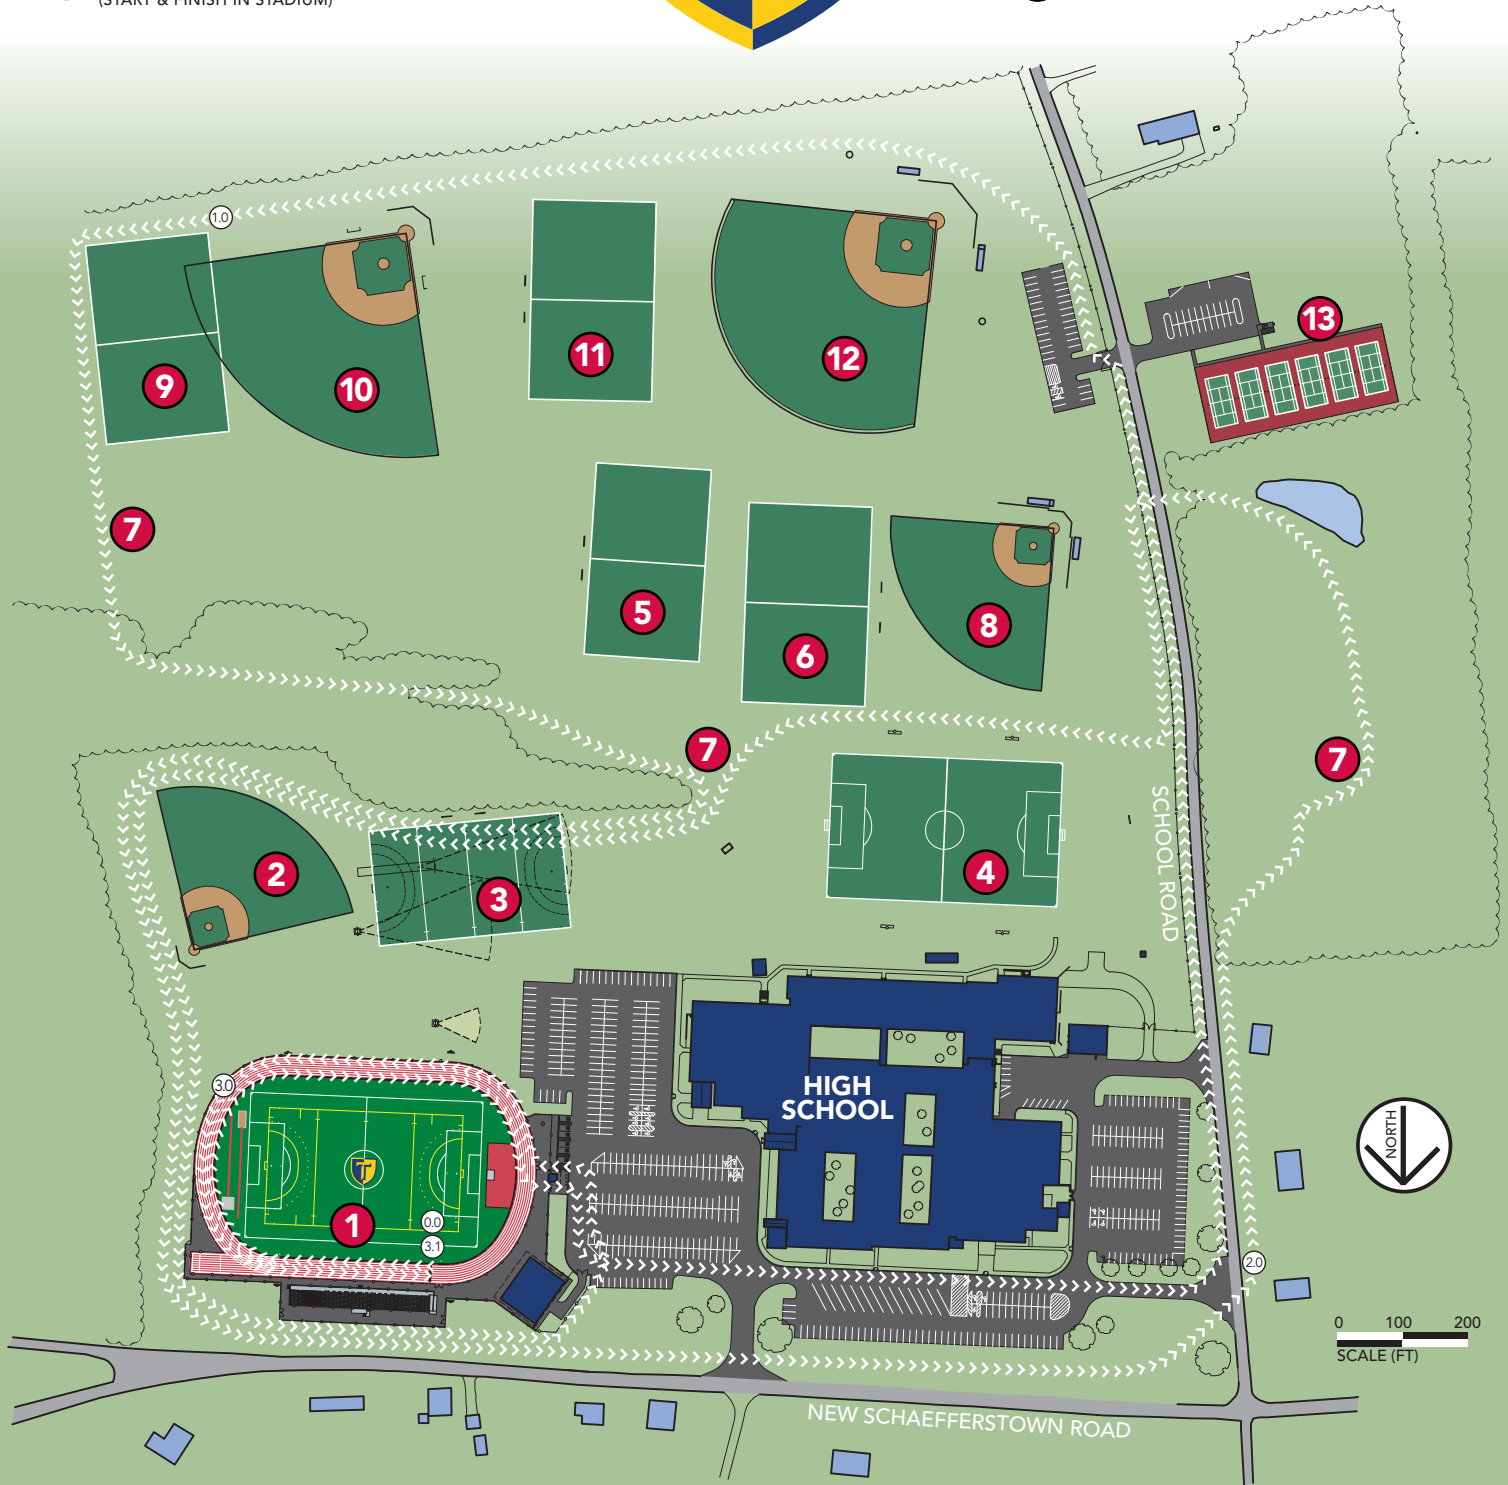 (START & FINISH IN STADIUM)
1.0
13
11
12
9
10
7
5
8
6
7
7
SCHOOL ROAD
2
4
3
HIGH
SCHOOL
3.0
NORTH
T
1
0.0
3.1
2.0
0 100 200
SCALE (FT)
NEW SCHAEFFERSTOWN ROAD